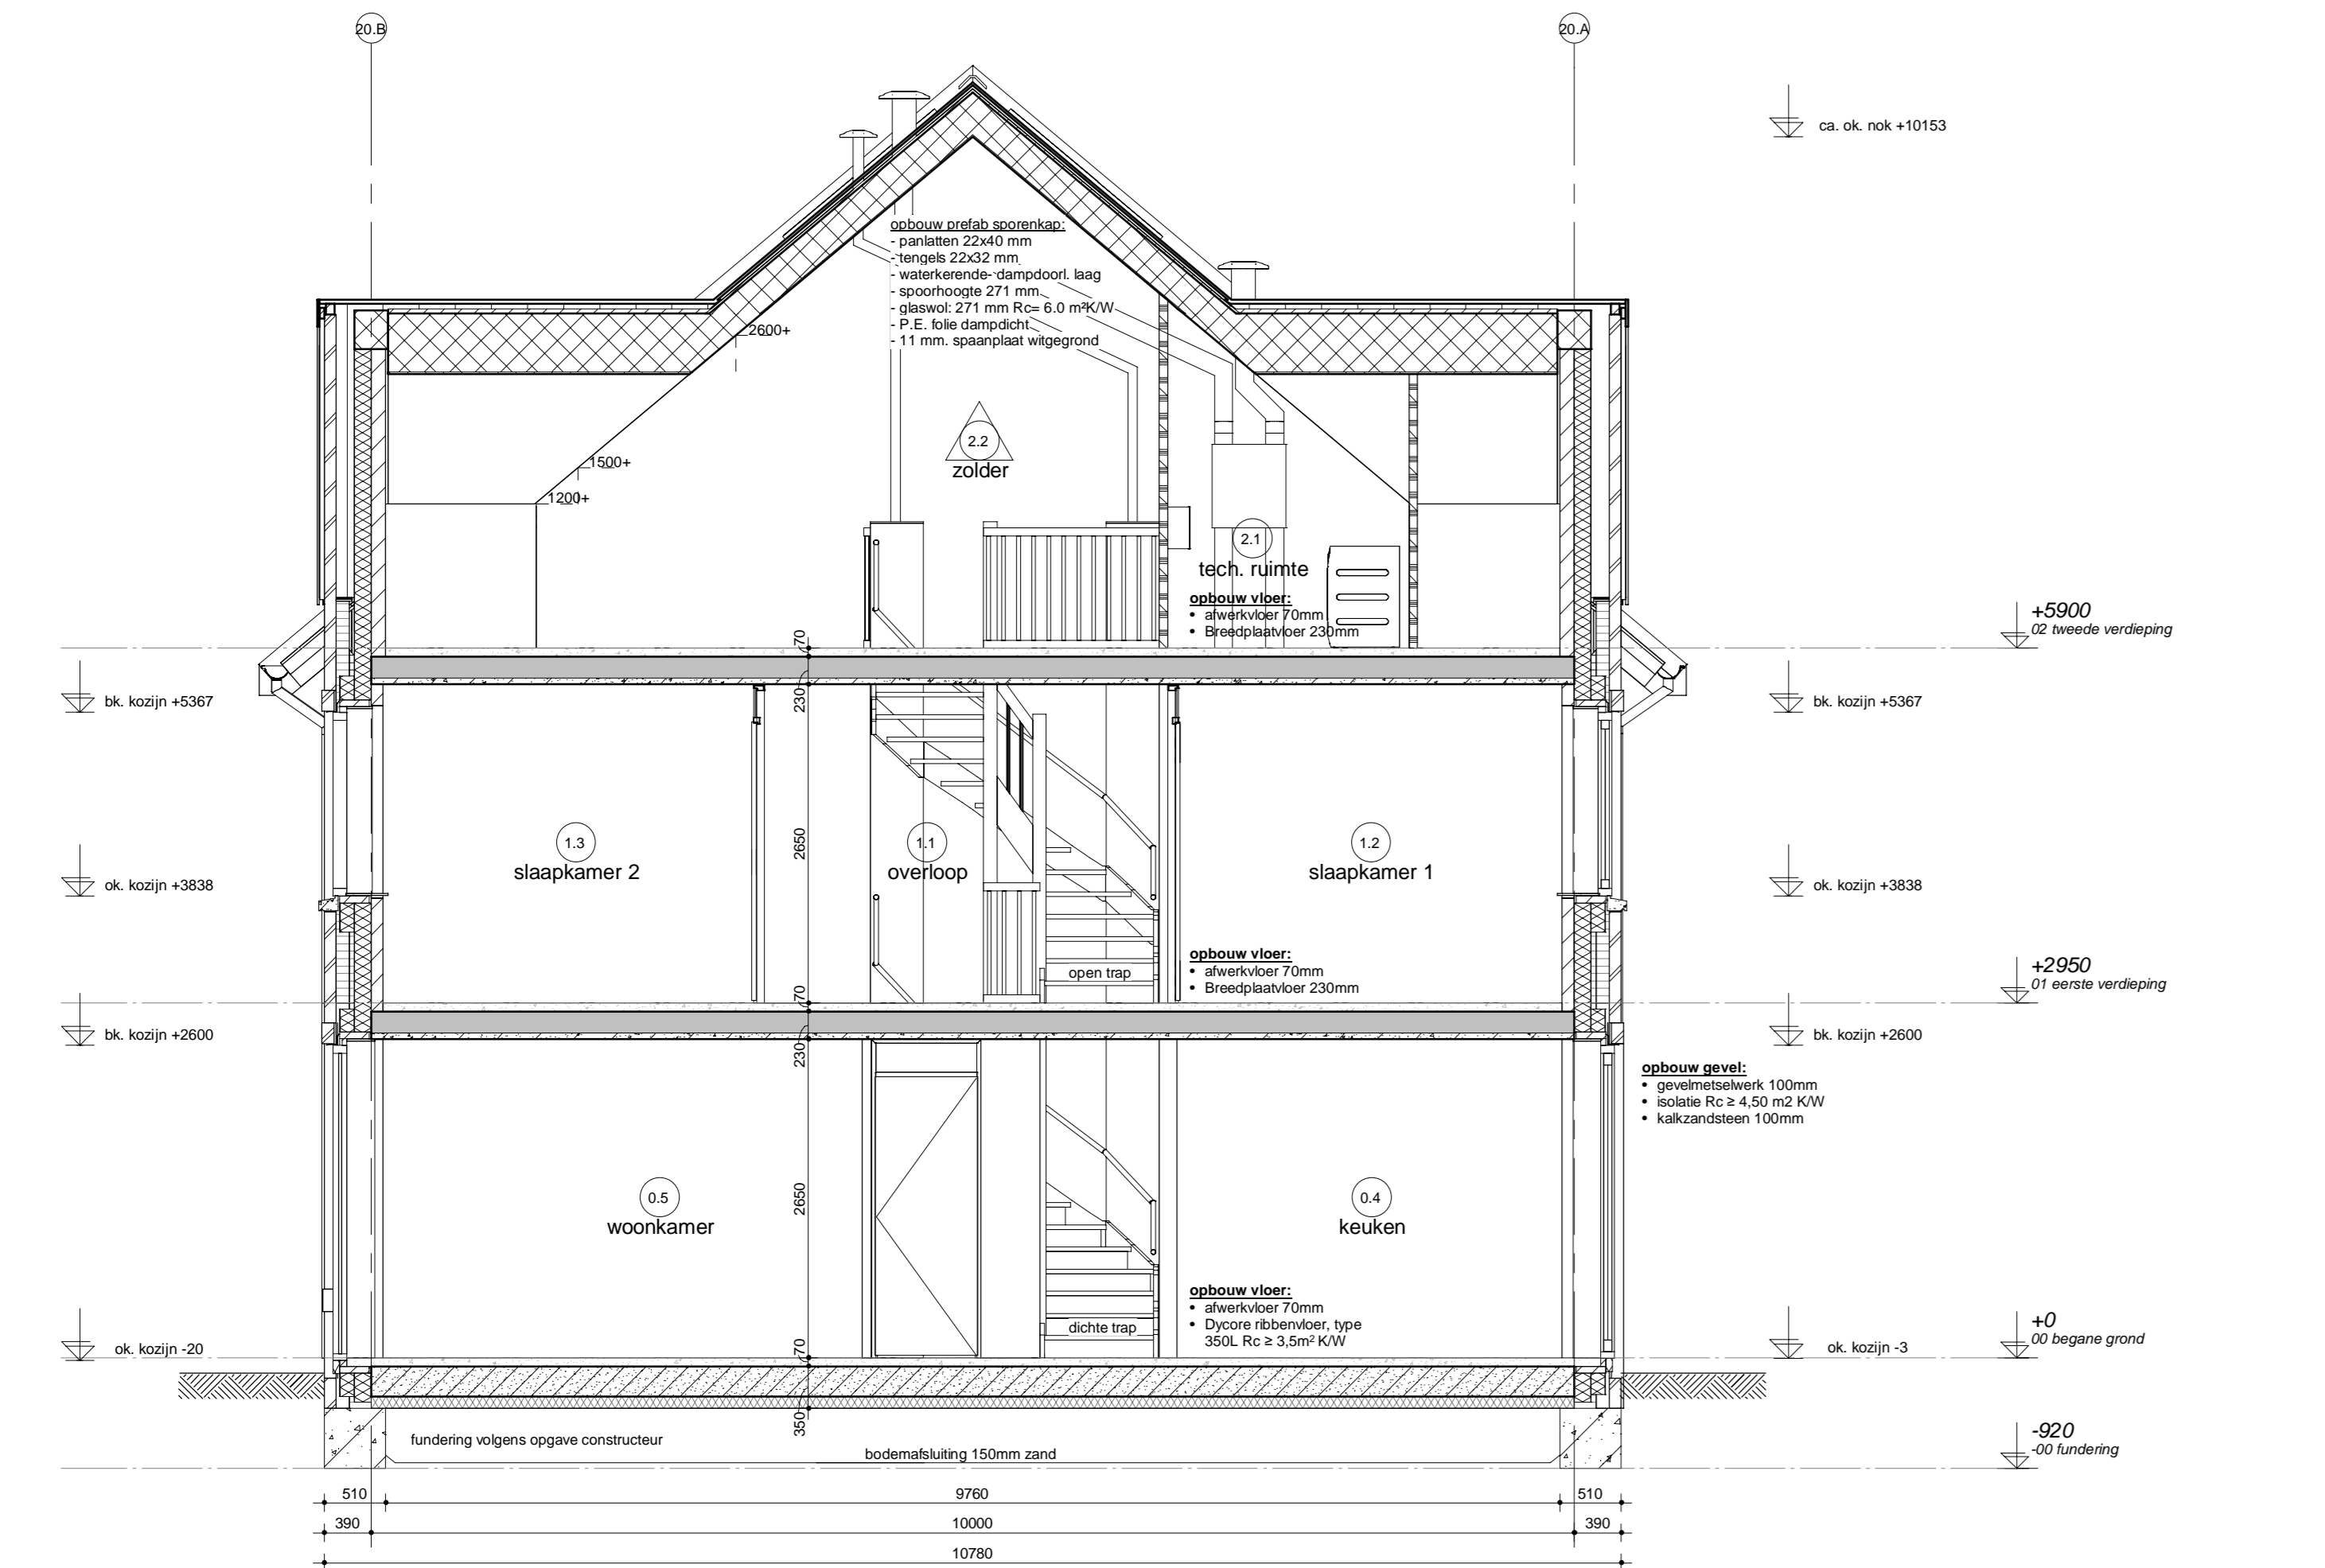 20.B
20.A
ca. ok. nok +10153
opbouw prefab sporenkap:
- panlatten 22x40 mm
- tengels 22x32 mm
- waterkerende- dampdoorl. laag
- spoorhoogte 271 mm
- glaswol: 271 mm Rc= 6.0 m²K/W
- P.E. folie dampdicht
- 11 mm. spaanplaat witgegrond
2600+
1500+
1200+
2.2
zolder
2.1
tech. ruimte
opbouw vloer:
• afwerkvloer 70mm
• Breedplaatvloer 230mm
+5900
02 tweede verdieping
70
230
bk. kozijn +5367
bk. kozijn +5367
2650
1.3
slaapkamer 2
1.1
overloop
1.2
slaapkamer 1
ok. kozijn +3838
ok. kozijn +3838
opbouw vloer:
• afwerkvloer 70mm
• Breedplaatvloer 230mm
open trap
+2950
01 eerste verdieping
70
230
bk. kozijn +2600
bk. kozijn +2600
opbouw gevel:
• gevelmetselwerk 100mm
• isolatie Rc ≥ 4,50 m2 K/W
• kalkzandsteen 100mm
2650
0.5
woonkamer
0.4
keuken
opbouw vloer:
• afwerkvloer 70mm
• Dycore ribbenvloer, type
350L Rc ≥ 3,5m² K/W
dichte trap
ok. kozijn -20
ok. kozijn -3
+0
00 begane grond
70
350
fundering volgens opgave constructeur
bodemafsluiting 150mm zand
-920
-00 fundering
510
9760
510
390
10000
390
10780